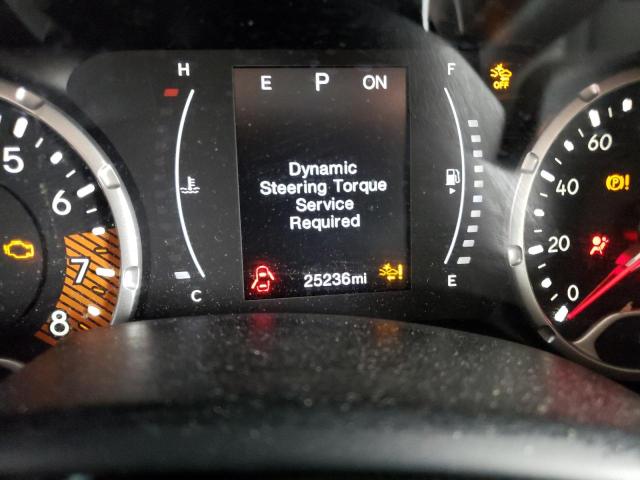 H
E P ON
F
OFF
Dynamic
Steering Torque
Service
Required
25236mi
C
E
5
6
7
8
60
40
20
0
(P!)